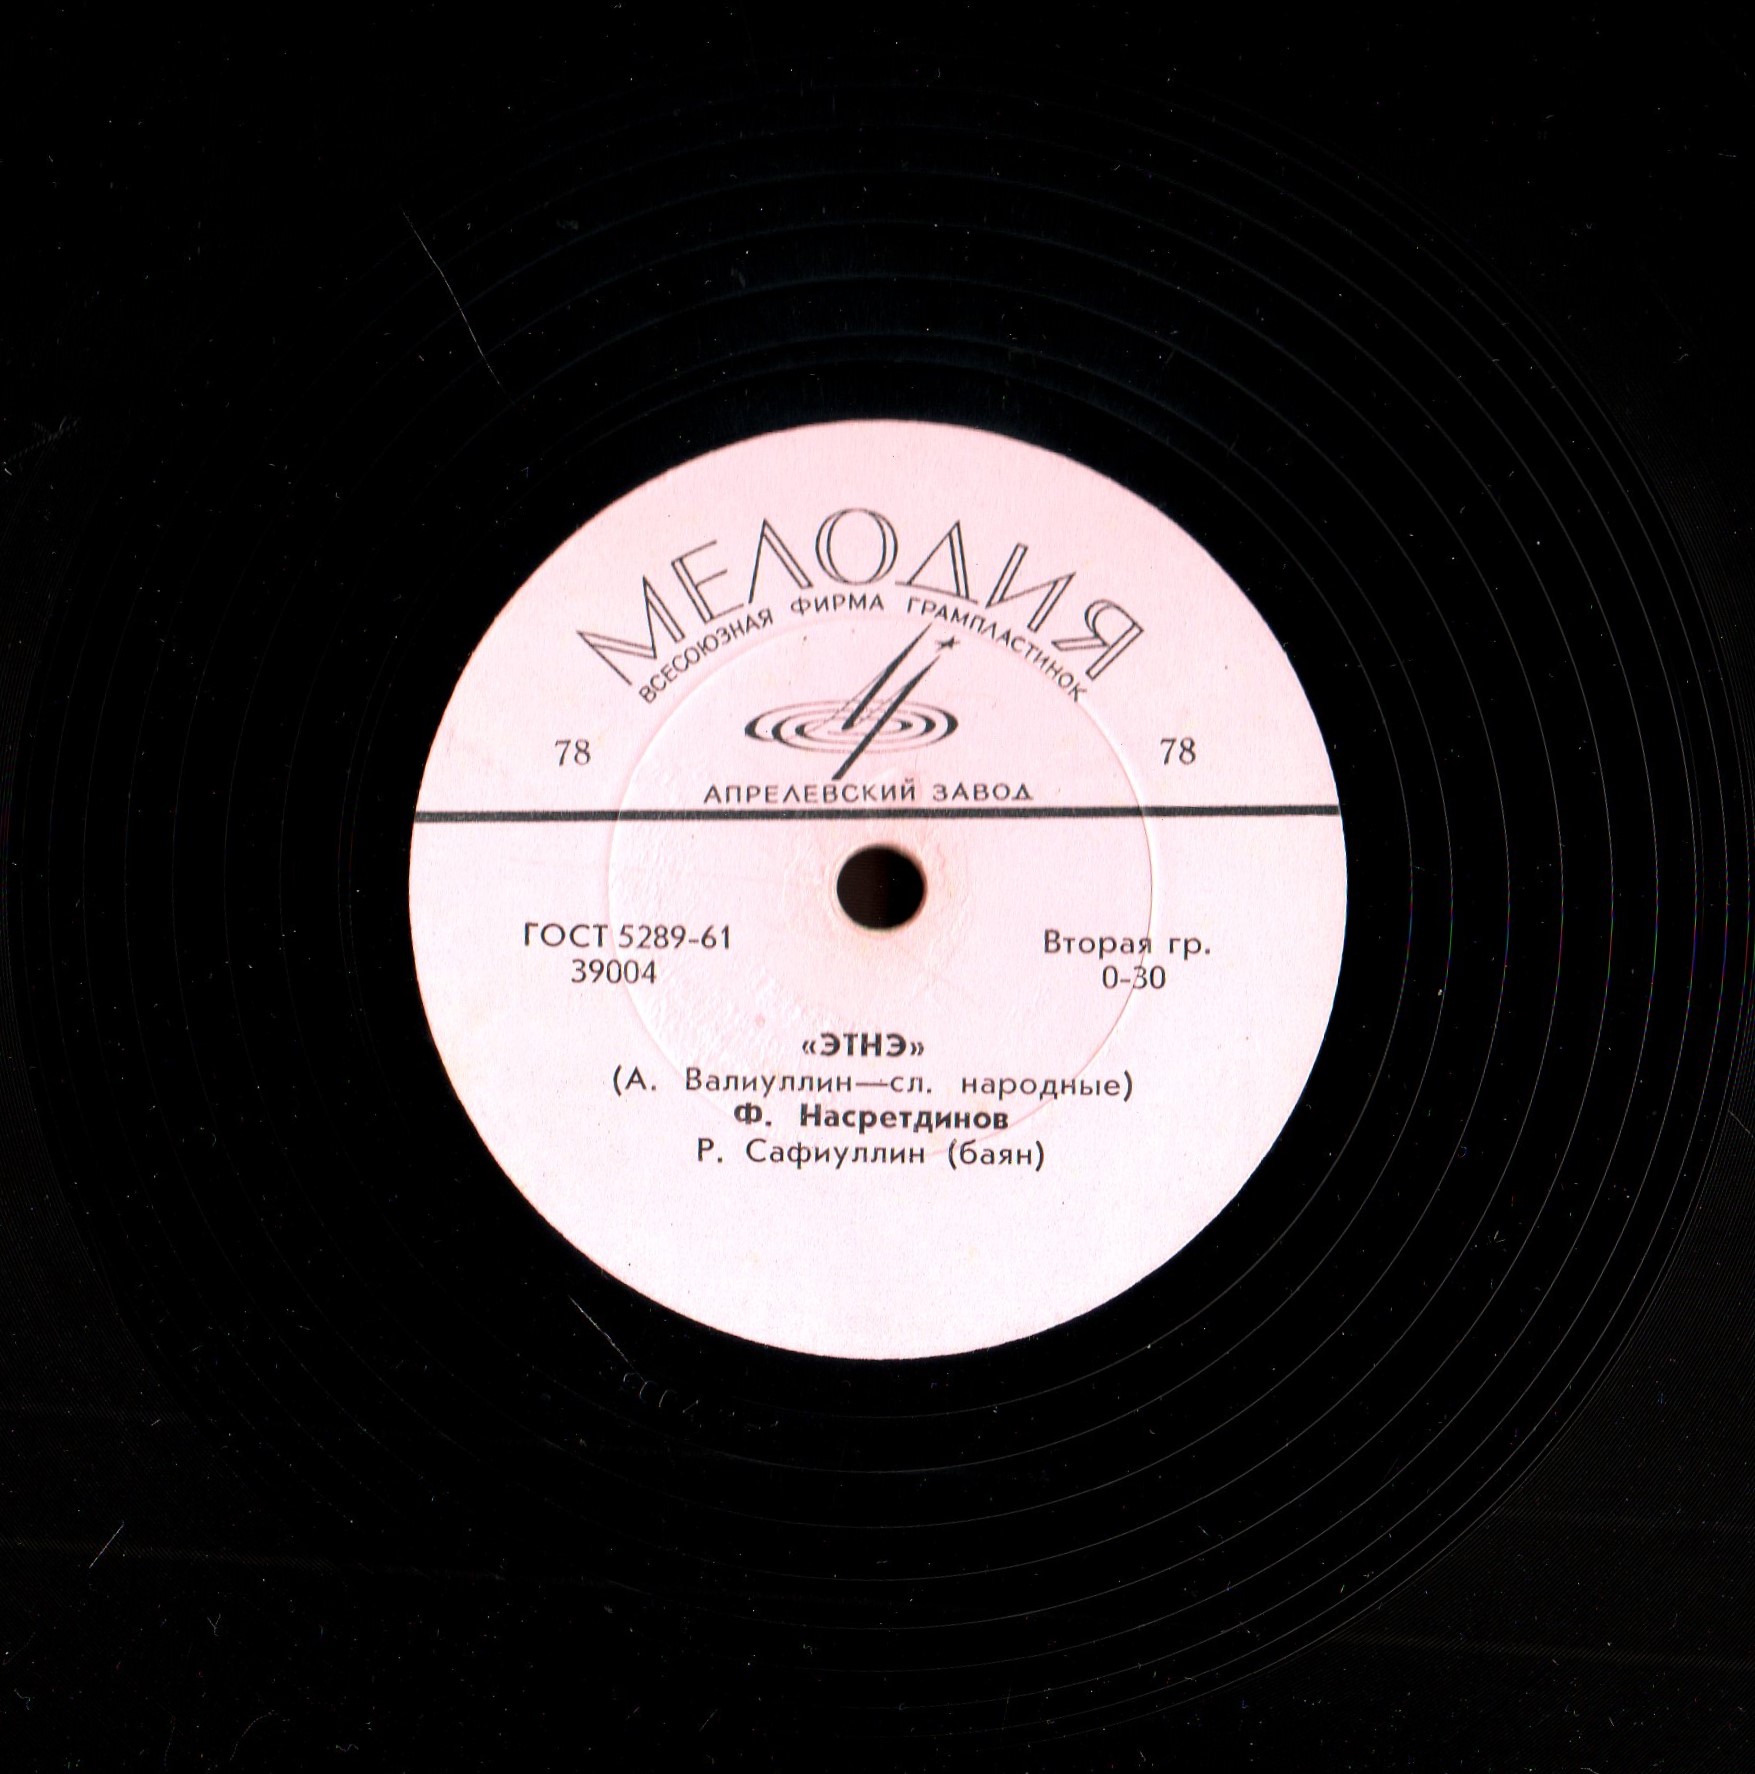 МЕЛОДИЯ
ВСЕСОЮЗНАЯ ФИРМА ГРАМПЛАСТИНОК
78 78
АПРЕЛЕВСКИЙ ЗАВОД
ГОСТ 5289-61 Вторая гр.
39004 0-30
«ЭТНЭ»
(А. Валиуллин—сл. народные)
Ф. Насретдинов
Р. Сафиуллин (баян)